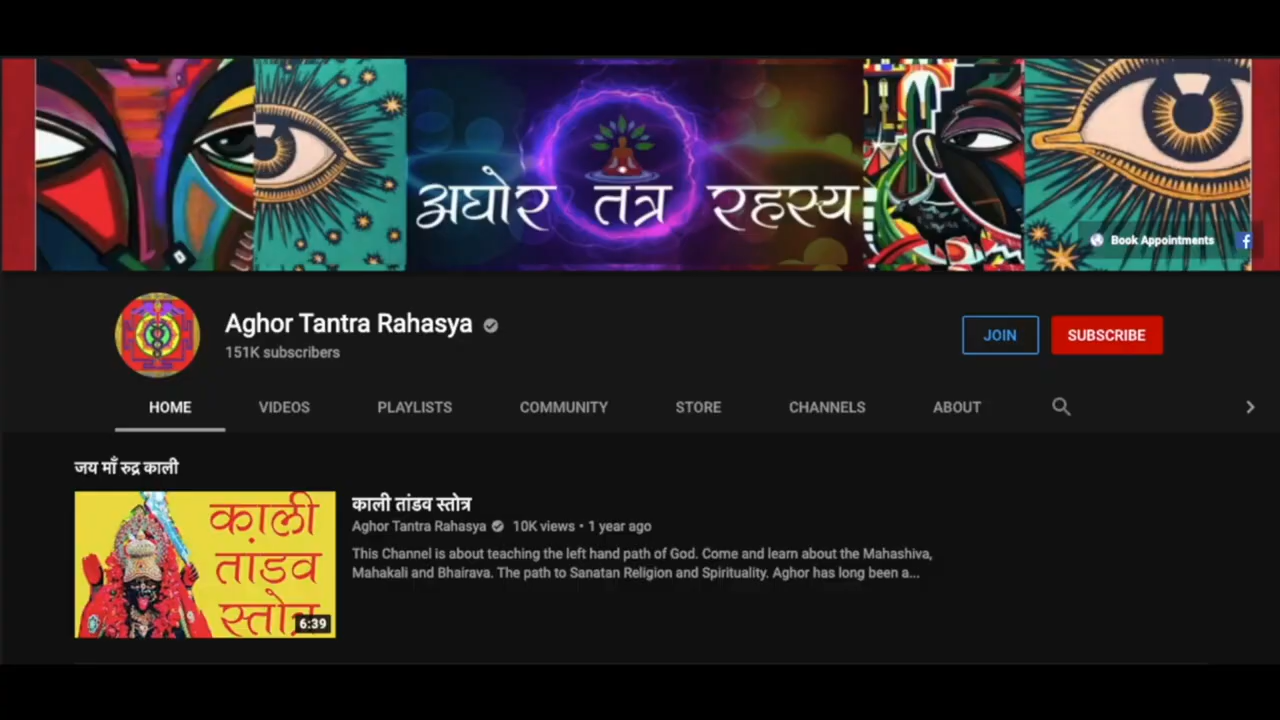 अघोर तत्र रहस्य
Book Appointments
Aghor Tantra Rahasya
151K subscribers
JOIN
SUBSCRIBE
HOME VIDEOS PLAYLISTS COMMUNITY STORE CHANNELS ABOUT
जय माँ रुद्र काली
काली
तांडव
स्तोत्र
6:39
काली तांडव स्तोत्र
Aghor Tantra Rahasya 10K views • 1 year ago
This Channel is about teaching the left hand path of God. Come and learn about the Mahashiva,
Mahakali and Bhairava. The path to Sanatan Religion and Spirituality. Aghor has long been a...